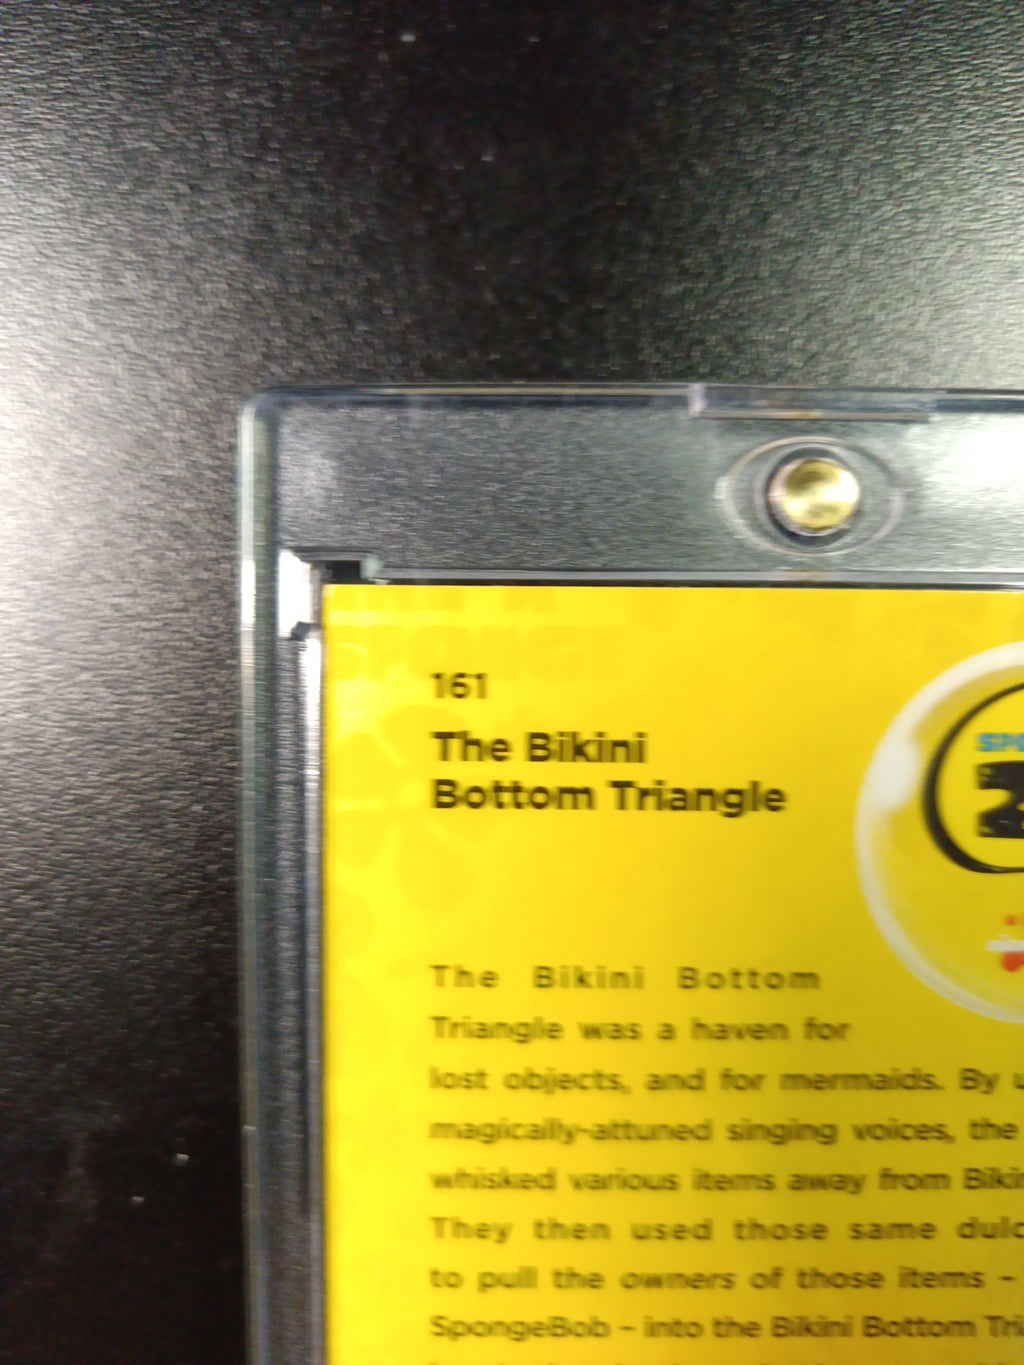 161
The Bikini
Bottom Triangle
The Bikini Bottom
Triangle was a haven for
lost objects, and for mermaids. By
magically-attuned singing voices, the
whisked various items away from
They then used those same
to pull the owners of those items –
SpongeBob – into the Bikini Bottom